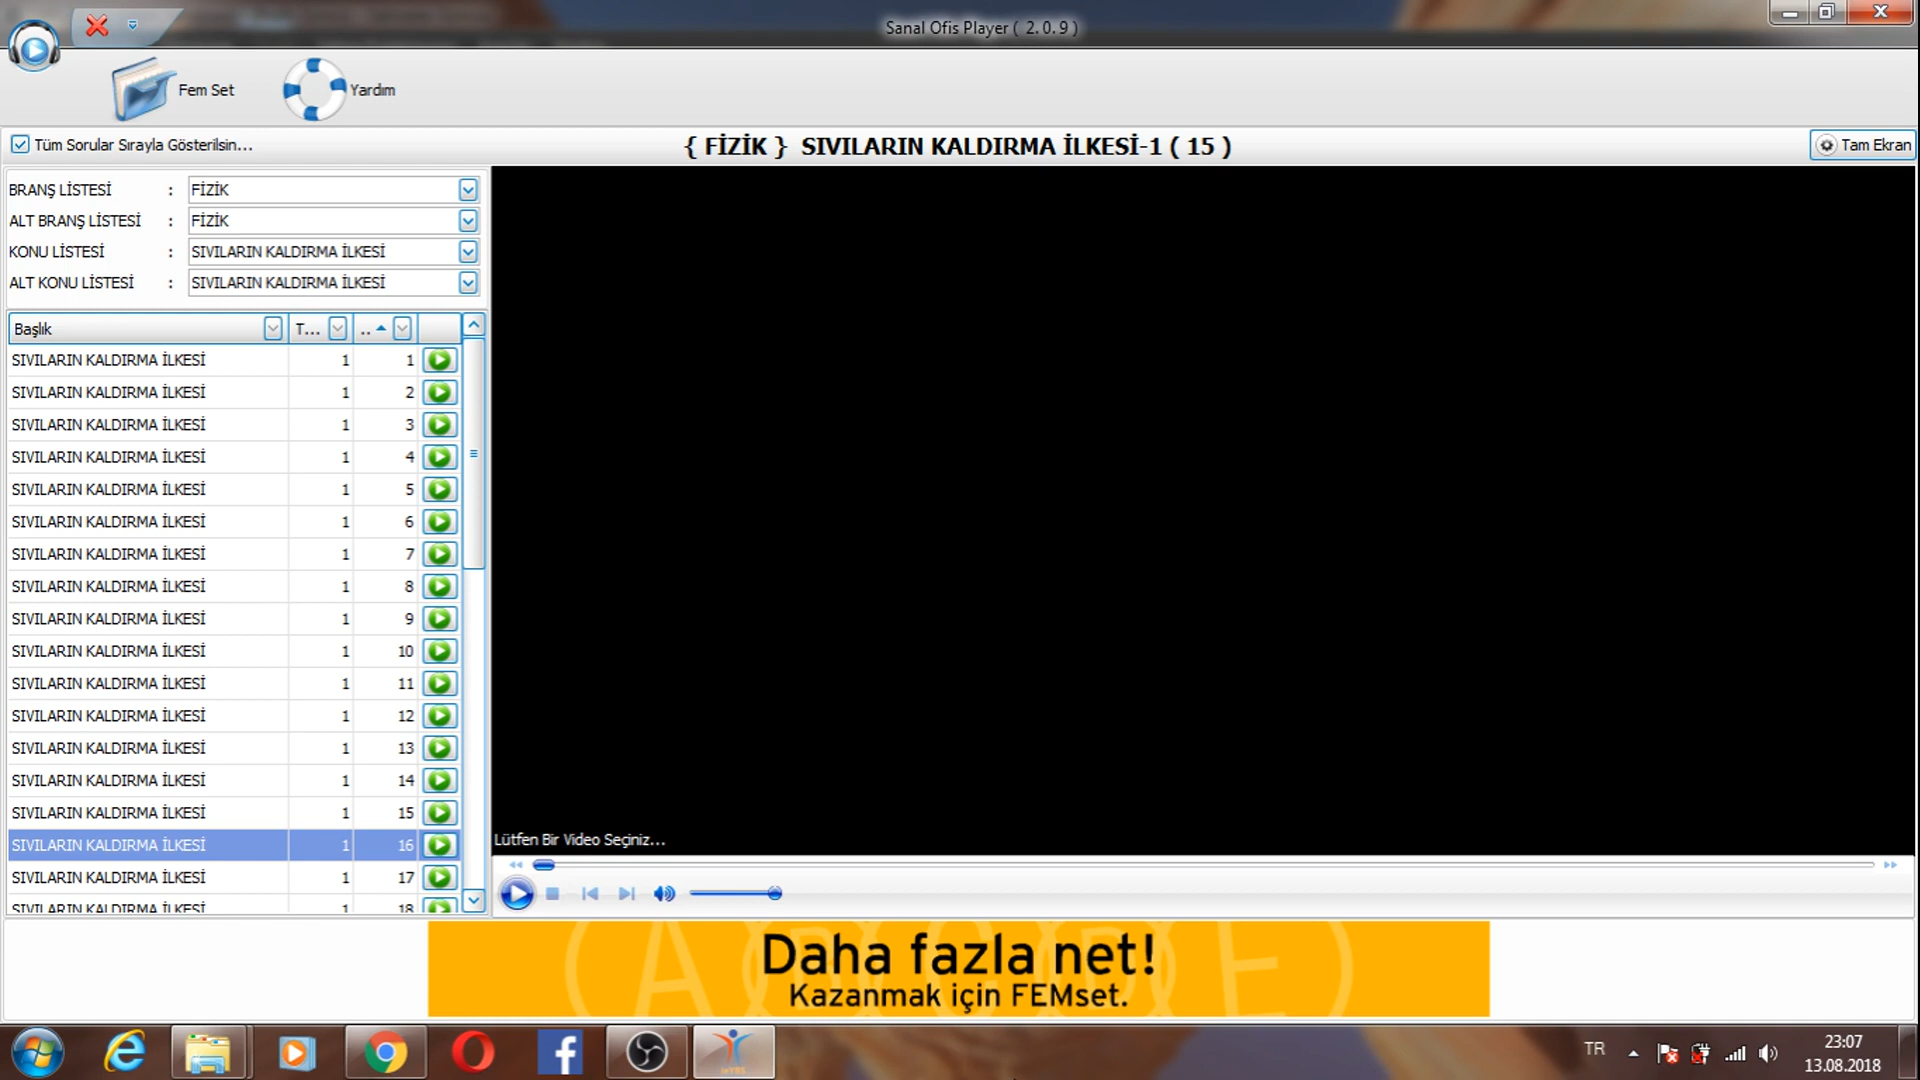 Sanal Ofis Player ( 2.0.9 )
Fem Set
Yardım
Tüm Sorular Sırayla Gösterilsin...
{ FİZİK } SIVILARIN KALDIRMA İLKESİ-1 ( 15 )
Tam Ekran
BRANŞ LİSTESİ : FİZİK
ALT BRANŞ LİSTESİ : FİZİK
KONU LİSTESİ : SIVILARIN KALDIRMA İLKESİ
ALT KONU LİSTESİ : SIVILARIN KALDIRMA İLKESİ
Başlık T... ..
SIVILARIN KALDIRMA İLKESİ 1 1
SIVILARIN KALDIRMA İLKESİ 1 2
SIVILARIN KALDIRMA İLKESİ 1 3
SIVILARIN KALDIRMA İLKESİ 1 4
SIVILARIN KALDIRMA İLKESİ 1 5
SIVILARIN KALDIRMA İLKESİ 1 6
SIVILARIN KALDIRMA İLKESİ 1 7
SIVILARIN KALDIRMA İLKESİ 1 8
SIVILARIN KALDIRMA İLKESİ 1 9
SIVILARIN KALDIRMA İLKESİ 1 10
SIVILARIN KALDIRMA İLKESİ 1 11
SIVILARIN KALDIRMA İLKESİ 1 12
SIVILARIN KALDIRMA İLKESİ 1 13
SIVILARIN KALDIRMA İLKESİ 1 14
SIVILARIN KALDIRMA İLKESİ 1 15
SIVILARIN KALDIRMA İLKESİ 1 16
SIVILARIN KALDIRMA İLKESİ 1 17
SIVILARIN KALDIRMA İLKESİ 1 18
Lütfen Bir Video Seçiniz...
A B C D E
Daha fazla net!
Kazanmak için FEMset.
TR
23:07
13.08.2018